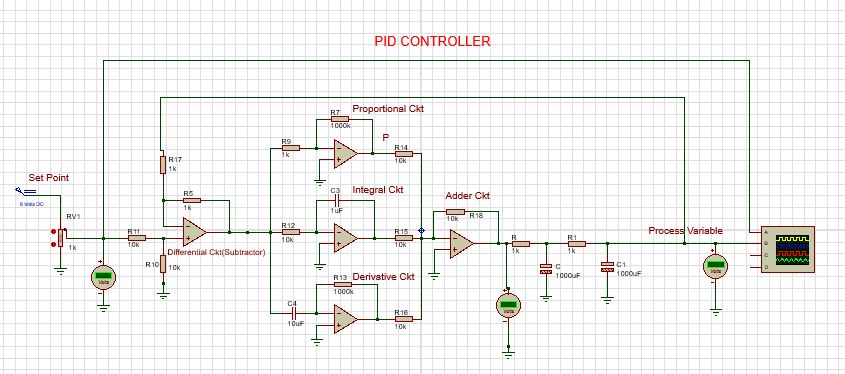 PID CONTROLLER
Proportional Ckt
R7
1000k
P
R9
1k
R14
10k
R17
1k
Set Point
8 Volts DC
RV1
1k
R5
1k
C3
1uF
Integral Ckt
R12
10k
R15
10k
Adder Ckt
10k
R18
R11
10k
R10
10k
Differential Ckt(Subtractor)
R
1k
R1
1k
Process Variable
A
B
C
D
Volts
C
1000uF
C1
1000uF
Volts
Volts
R13
1000k
Derivative Ckt
C4
10uF
R16
10k